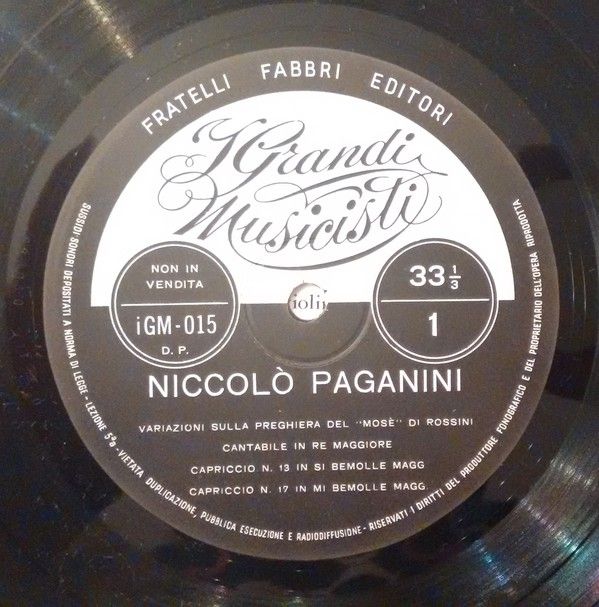 FRATELLI FABBRI EDITORI
I Grandi
Musicisti
NON IN
VENDITA
iGM-015
D. P.
33 1/3
1
NICCOLÒ PAGANINI
VARIAZIONI SULLA PREGHIERA DEL "MOSÈ" DI ROSSINI
CANTABILE IN RE MAGGIORE
CAPRICCIO N. 13 IN SI BEMOLLE MAGG
CAPRICCIO N. 17 IN MI BEMOLLE MAGG.
SUSSIDI SONORI DEPOSITATI A NORMA DI LEGGE - LEZIONE 5ª - VIETATA DUPLICAZIONE, PUBBLICA ESECUZIONE E RADIODIFFUSIONE - RISERVATI I DIRITTI DEL PRODUTTORE FONOGRAFICO E DEL PROPRIETARIO DELL'OPERA RIPRODOTTA